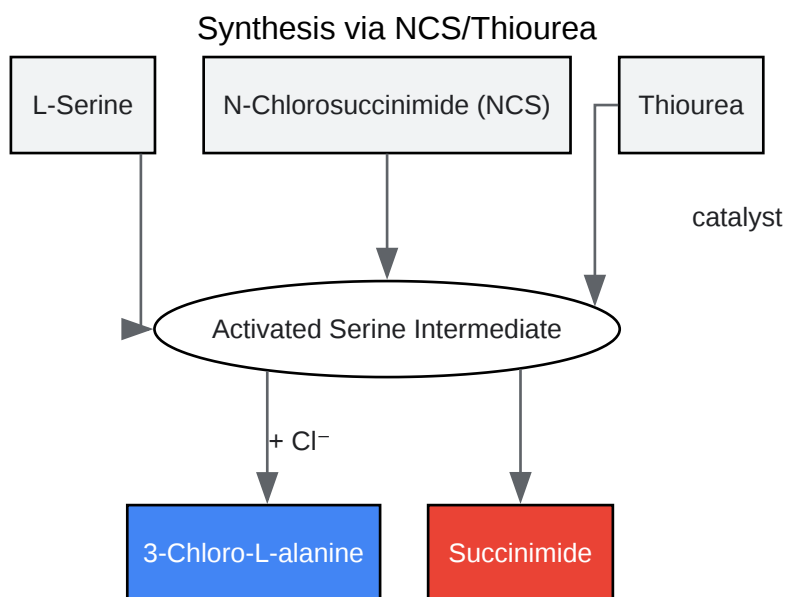 Synthesis via NCS/Thiourea
L-Serine
N-Chlorosuccinimide (NCS)
Thiourea
catalyst
Activated Serine Intermediate
+ Cl⁻
3-Chloro-L-alanine
Succinimide